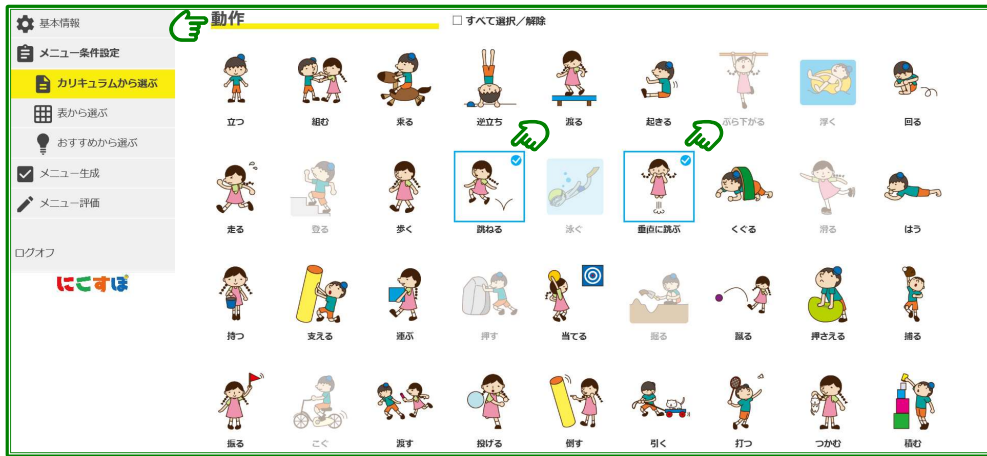 基本情報
メニュー条件設定
カリキュラムから選ぶ
表から選ぶ
おすすめから選ぶ
メニュー生成
メニュー評価
ログオフ
にこすぽ
動作
すべて選択／解除
立つ
組む
乗る
逆立ち
渡る
起きる
ぶら下がる
浮く
回る
走る
登る
歩く
跳ねる
泳ぐ
垂直に跳ぶ
くぐる
滑る
はう
持つ
支える
運ぶ
押す
当てる
掘る
蹴る
押さえる
捕る
振る
こぐ
渡す
投げる
倒す
引く
打つ
つかむ
積む